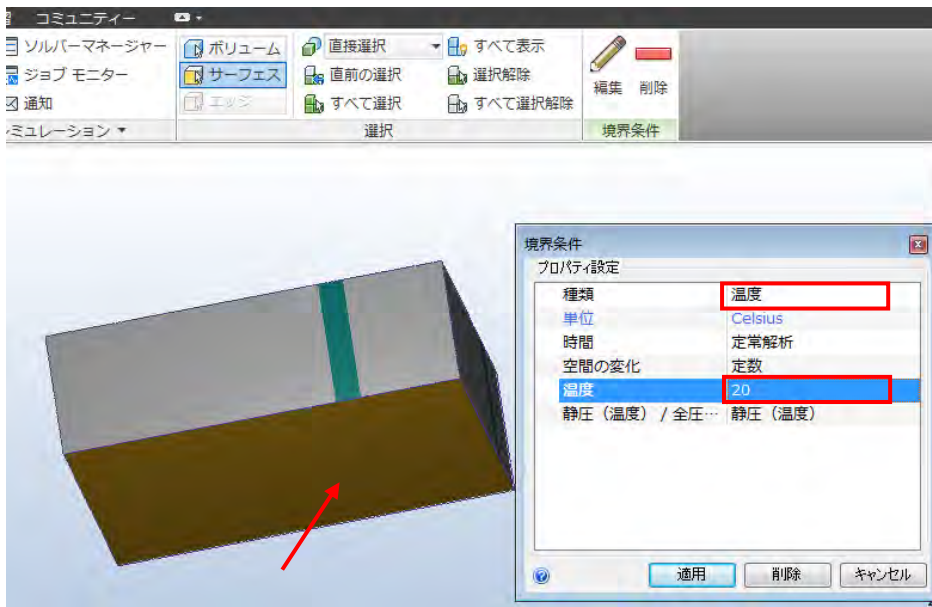 コミュニティー
ソルバーマネージャー
ボリューム
直接選択
すべて表示
ジョブ モニター
サーフェス
直前の選択
選択解除
編集
削除
通知
エッジ
すべて選択
すべて選択解除
ミュレーション
選択
境界条件
境界条件
プロパティ設定
種類 温度
単位 Celsius
時間 定常解析
空間の変化 定数
温度 20
静圧（温度） / 全圧… 静圧（温度）
適用
削除
キャンセル